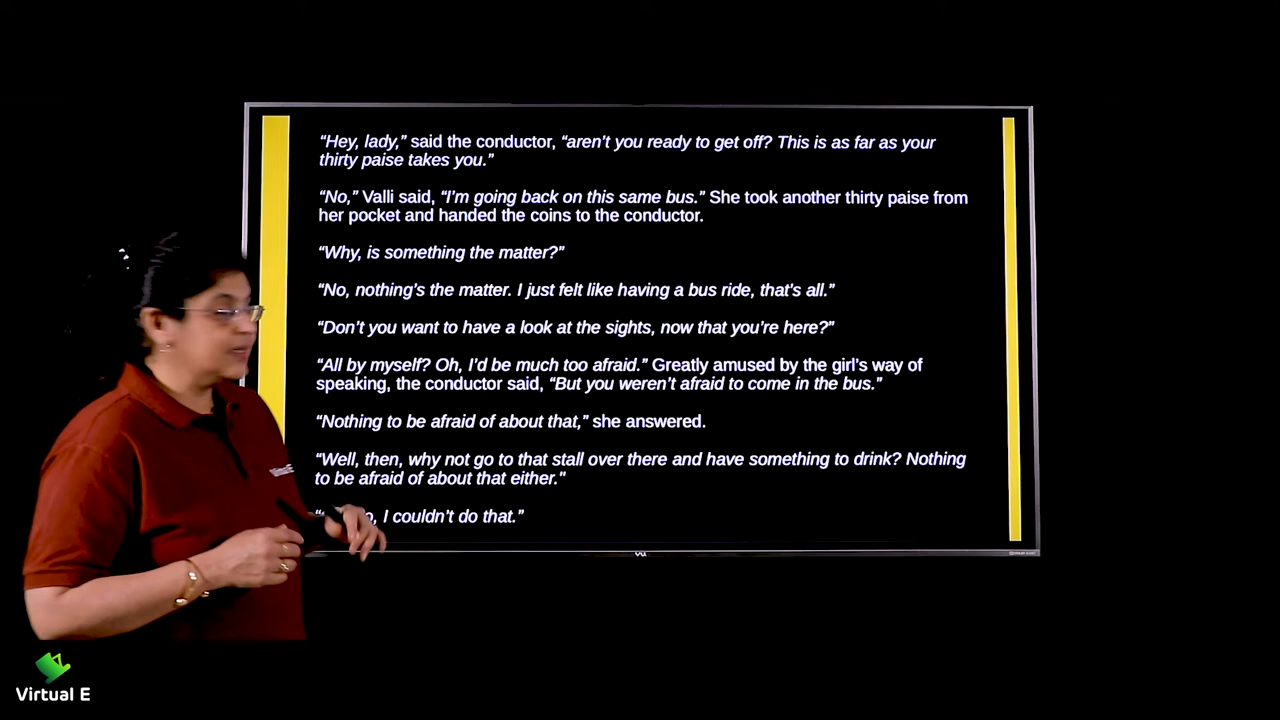 “Hey, lady,” said the conductor, “aren’t you ready to get off? This is as far as your
thirty paise takes you.”
“No,” Valli said, “I’m going back on this same bus.” She took another thirty paise from
her pocket and handed the coins to the conductor.
“Why, is something the matter?”
“No, nothing’s the matter. I just felt like having a bus ride, that’s all.”
“Don’t you want to have a look at the sights, now that you’re here?”
“All by myself? Oh, I’d be much too afraid.” Greatly amused by the girl’s way of
speaking, the conductor said, “But you weren’t afraid to come in the bus.”
“Nothing to be afraid of about that,” she answered.
“Well, then, why not go to that stall over there and have something to drink? Nothing
to be afraid of about that either."
I couldn’t do that.”
Virtual E
Virtual E